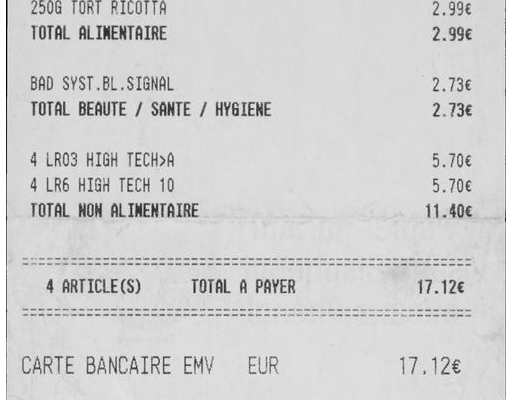 250G TORT RICOTTA 2.99€
TOTAL ALIMENTAIRE 2.99€
BAD SYST.BL.SIGNAL 2.73€
TOTAL BEAUTE / SANTE / HYGIENE 2.73€
4 LR03 HIGH TECH>A 5.70€
4 LR6 HIGH TECH 10 5.70€
TOTAL NON ALIMENTAIRE 11.40€
4 ARTICLE(S) TOTAL A PAYER 17.12€
CARTE BANCAIRE EMV EUR 17.12€